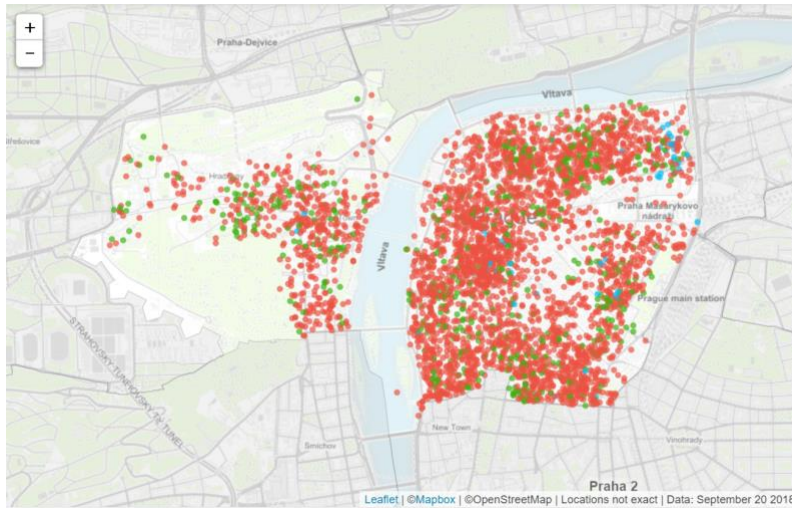 +
−
Praha-Dejvice
Vltava
Hradčany
Praha Masarykovo
nádraží
Vltava
Prague main station
STRAHOVSKÝ TUNEL
New Town
Smíchov
Vinohrady
Praha 2
Leaflet | ©Mapbox | ©OpenStreetMap | Locations not exact | Data: September 20 2018